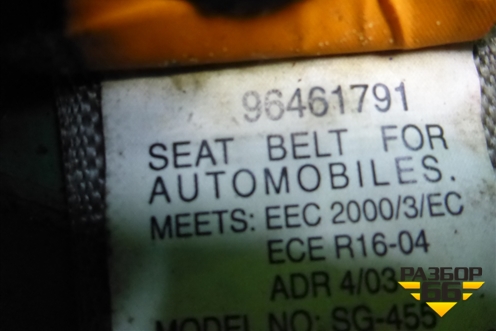 96461791
SEAT BELT FOR
AUTOMOBILES.
MEETS: EEC 2000/3/EC
ECE R16-04
ADR 4/03
MODEL NO: SG-455
РАЗБОР
66